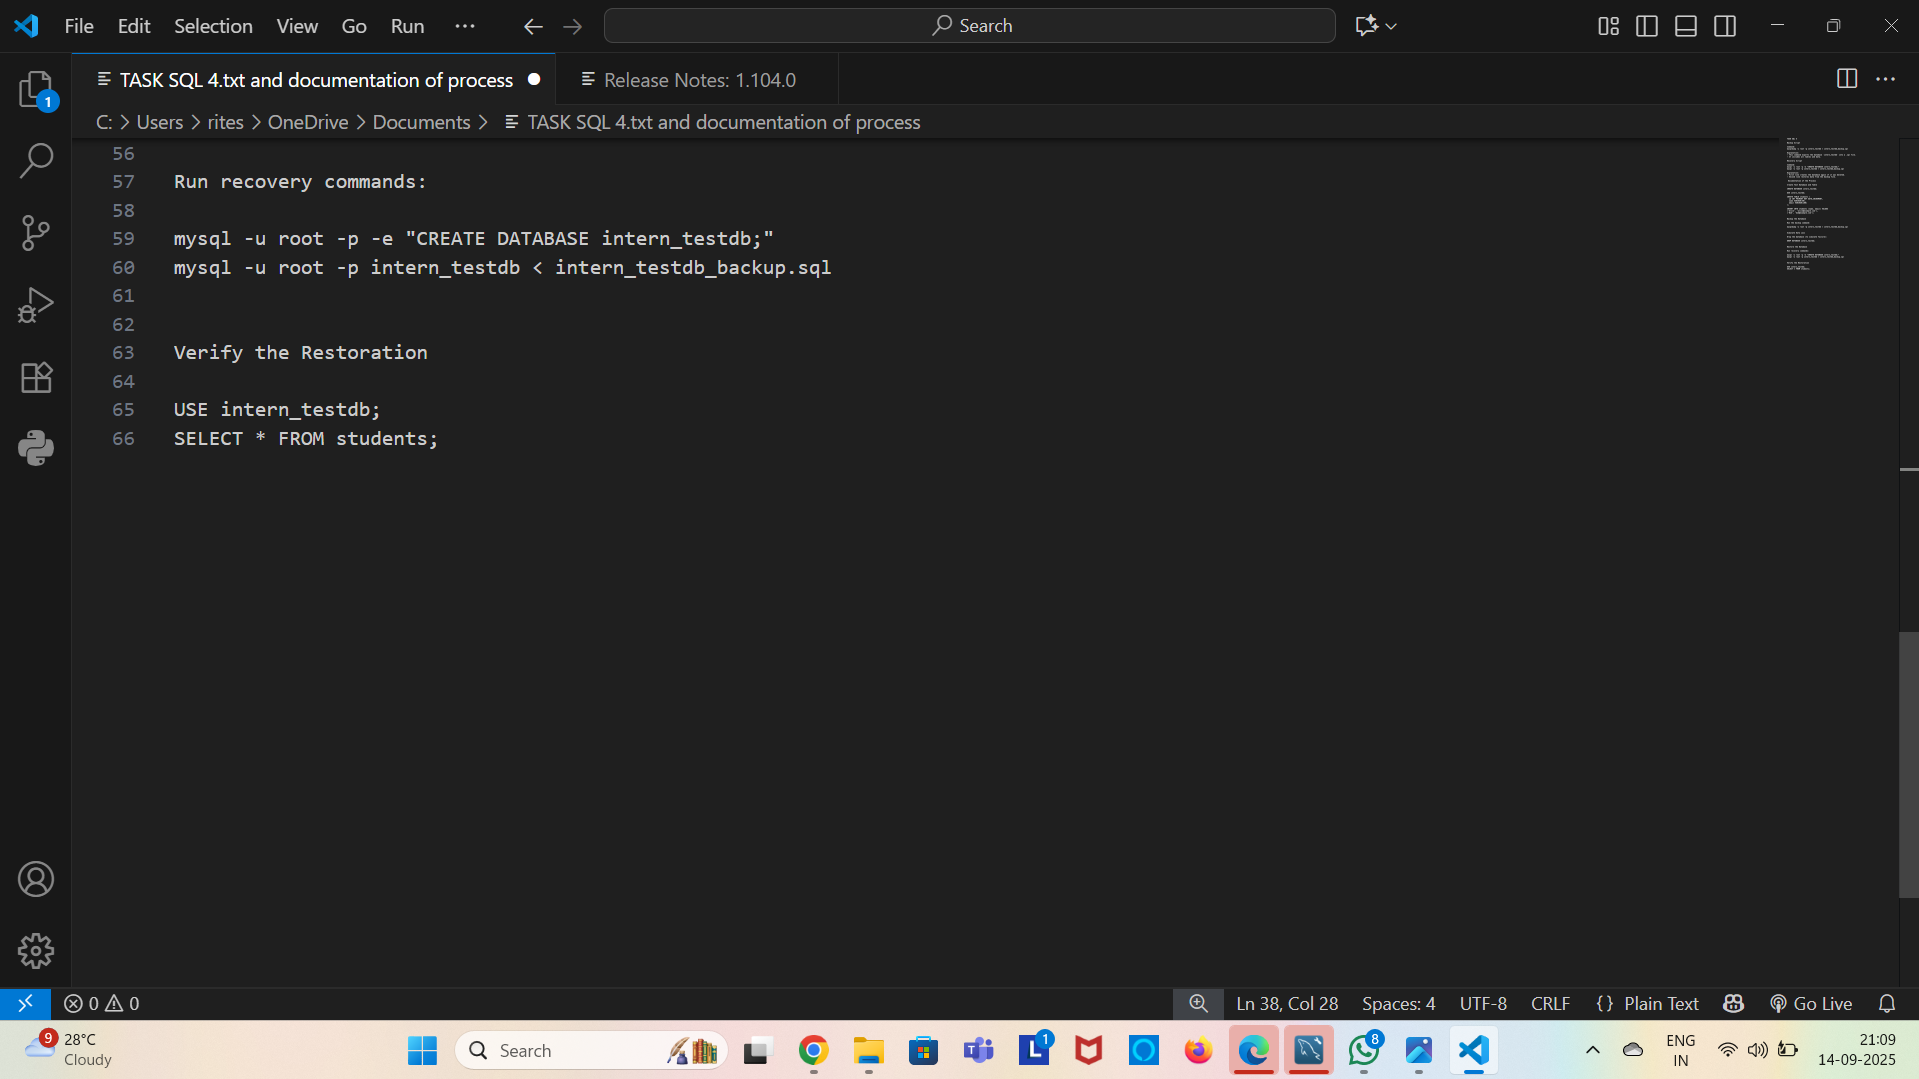 File Edit Selection View Go Run ··· Search
TASK SQL 4.txt and documentation of process Release Notes: 1.104.0
1
C: > Users > rites > OneDrive > Documents > TASK SQL 4.txt and documentation of process
56
57 Run recovery commands:
58
59 mysql -u root -p -e "CREATE DATABASE intern_testdb;"
60 mysql -u root -p intern_testdb < intern_testdb_backup.sql
61
62
63 Verify the Restoration
64
65 USE intern_testdb;
66 SELECT * FROM students;
0 0 Ln 38, Col 28 Spaces: 4 UTF-8 CRLF {} Plain Text Go Live
9 28°C
Cloudy
Search
L 1
8
ENG
IN
21:09
14-09-2025